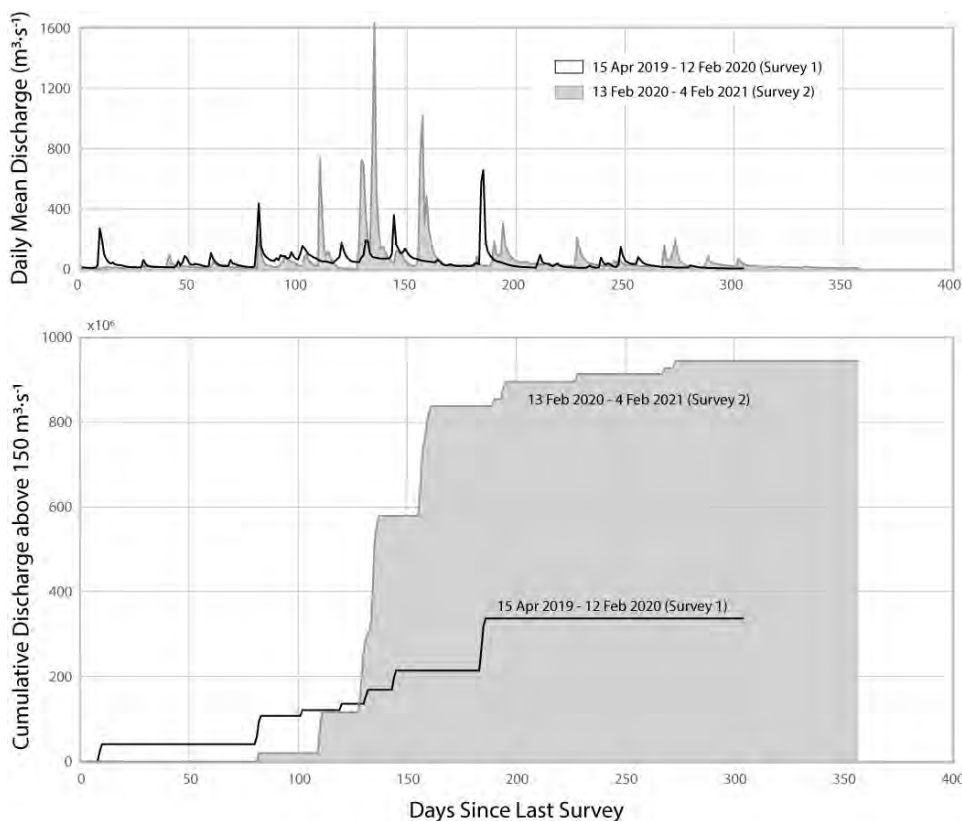 1600
1200
800
400
0
Daily Mean Discharge (m³·s⁻¹)
15 Apr 2019 - 12 Feb 2020 (Survey 1)
13 Feb 2020 - 4 Feb 2021 (Survey 2)
0 50 100 150 200 250 300 350 400
x10⁶
1000
800
600
400
200
0
Cumulative Discharge above 150 m³·s⁻¹
13 Feb 2020 - 4 Feb 2021 (Survey 2)
15 Apr 2019 - 12 Feb 2020 (Survey 1)
0 50 100 150 200 250 300 350 400
Days Since Last Survey